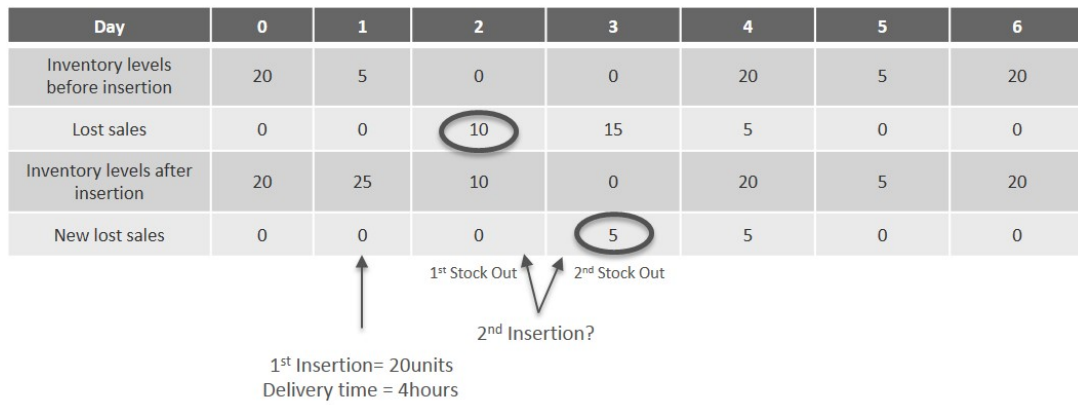 Day 0 1 2 3 4 5 6
Inventory levels before insertion 20 5 0 0 20 5 20
Lost sales 0 0 10 15 5 0 0
Inventory levels after insertion 20 25 10 0 20 5 20
New lost sales 0 0 0 5 5 0 0
1st Stock Out 2nd Stock Out
2nd Insertion?
1st Insertion= 20units
Delivery time = 4hours